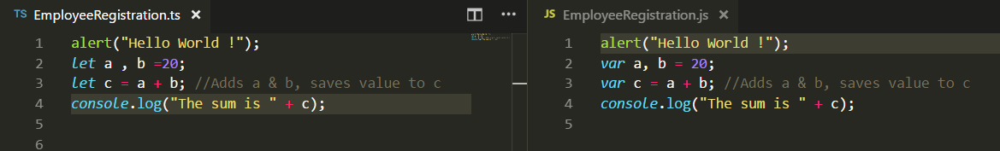 TS EmployeeRegistration.ts ×
1 alert("Hello World !");
2 let a , b =20;
3 let c = a + b; //Adds a & b, saves value to c
4 console.log("The sum is " + c);
5
6
JS EmployeeRegistration.js ×
1 alert("Hello World !");
2 var a, b = 20;
3 var c = a + b; //Adds a & b, saves value to c
4 console.log("The sum is " + c);
5